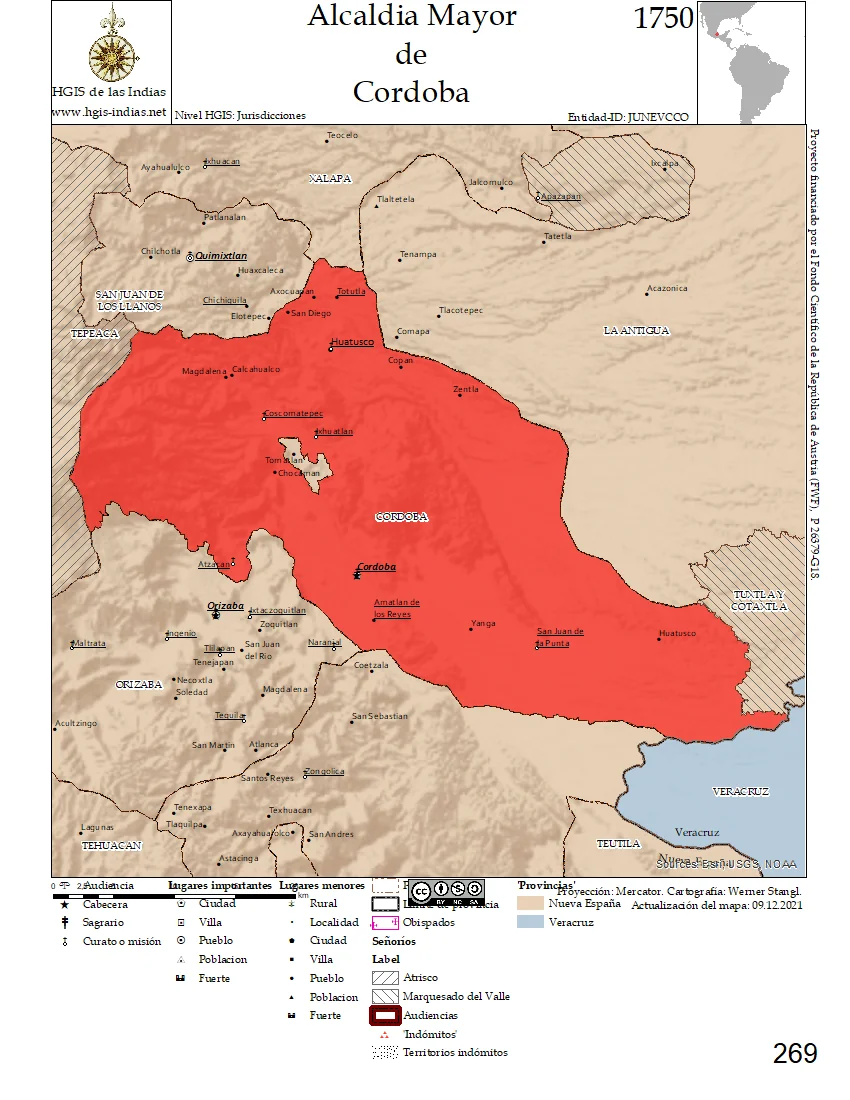 Alcaldia Mayor
de
Cordoba
1750
HGIS de las Indias
www.hgis-indias.net
Nivel HGIS: Jurisdicciones
Entidad-ID: JUNEVCCO
Proyecto financiado por el Fondo Científico de la República de Austria (FWF), P 26379-G18.
Teocelo
Ayahualulco
Ixhuacan
XALAPA
Ixcalpa
Jalcomulco
Apazapan
Tlaltetela
Patlanalan
Tatetla
Chilchotla
Quimixtlan
Tenampa
Huaxcaleca
SAN JUAN DE
LOS LLANOS
Axocuapan
Totutla
Acazonica
Chichiquila
Elotepec
San Diego
Tlacotepec
TEPEACA
Comapa
LA ANTIGUA
Huatusco
Copan
Magdalena
Calcahualco
Zentla
Coscomatepec
Ixhuatlan
Tomatlan
Chocaman
CORDOBA
Atzacan
Cordoba
TUXTLA Y
COTAXTLA
Orizaba
Ixtaczoquitlan
Amatlan de
los Reyes
Zoquitlan
Yanga
San Juan de
la Punta
Huatusco
Maltrata
Ingenio
Tlilapan
San Juan
del Rio
Naranjal
Tenejapan
Coetzala
Necoxtla
Soledad
ORIZABA
Magdalena
Tequila
San Sebastian
Acultzingo
San Martin
Atlanca
Santos Reyes
Zongolica
VERACRUZ
Tenexapa
Texhuacan
Tlaquilpa
Lagunas
Axayahualco
San Andres
TEHUACAN
TEUTILA
Veracruz
Astacinga
Nueva España
Sources: Esri, USGS, NOAA
0
km
Audiencia
Cabecera
Sagrario
Curato o misión
Lugares importantes
Ciudad
Villa
Pueblo
Poblacion
Fuerte
Lugares menores
Rural
Localidad
Ciudad
Villa
Pueblo
Poblacion
Fuerte
BY NC SA
Obispados
Señoríos
Label
Atrisco
Marquesado del Valle
Audiencias
'Indómitos'
Territorios indómitos
'Provincias'
Nueva España
Veracruz
Proyección: Mercator. Cartografía: Werner Stangl.
Actualización del mapa: 09.12.2021
269